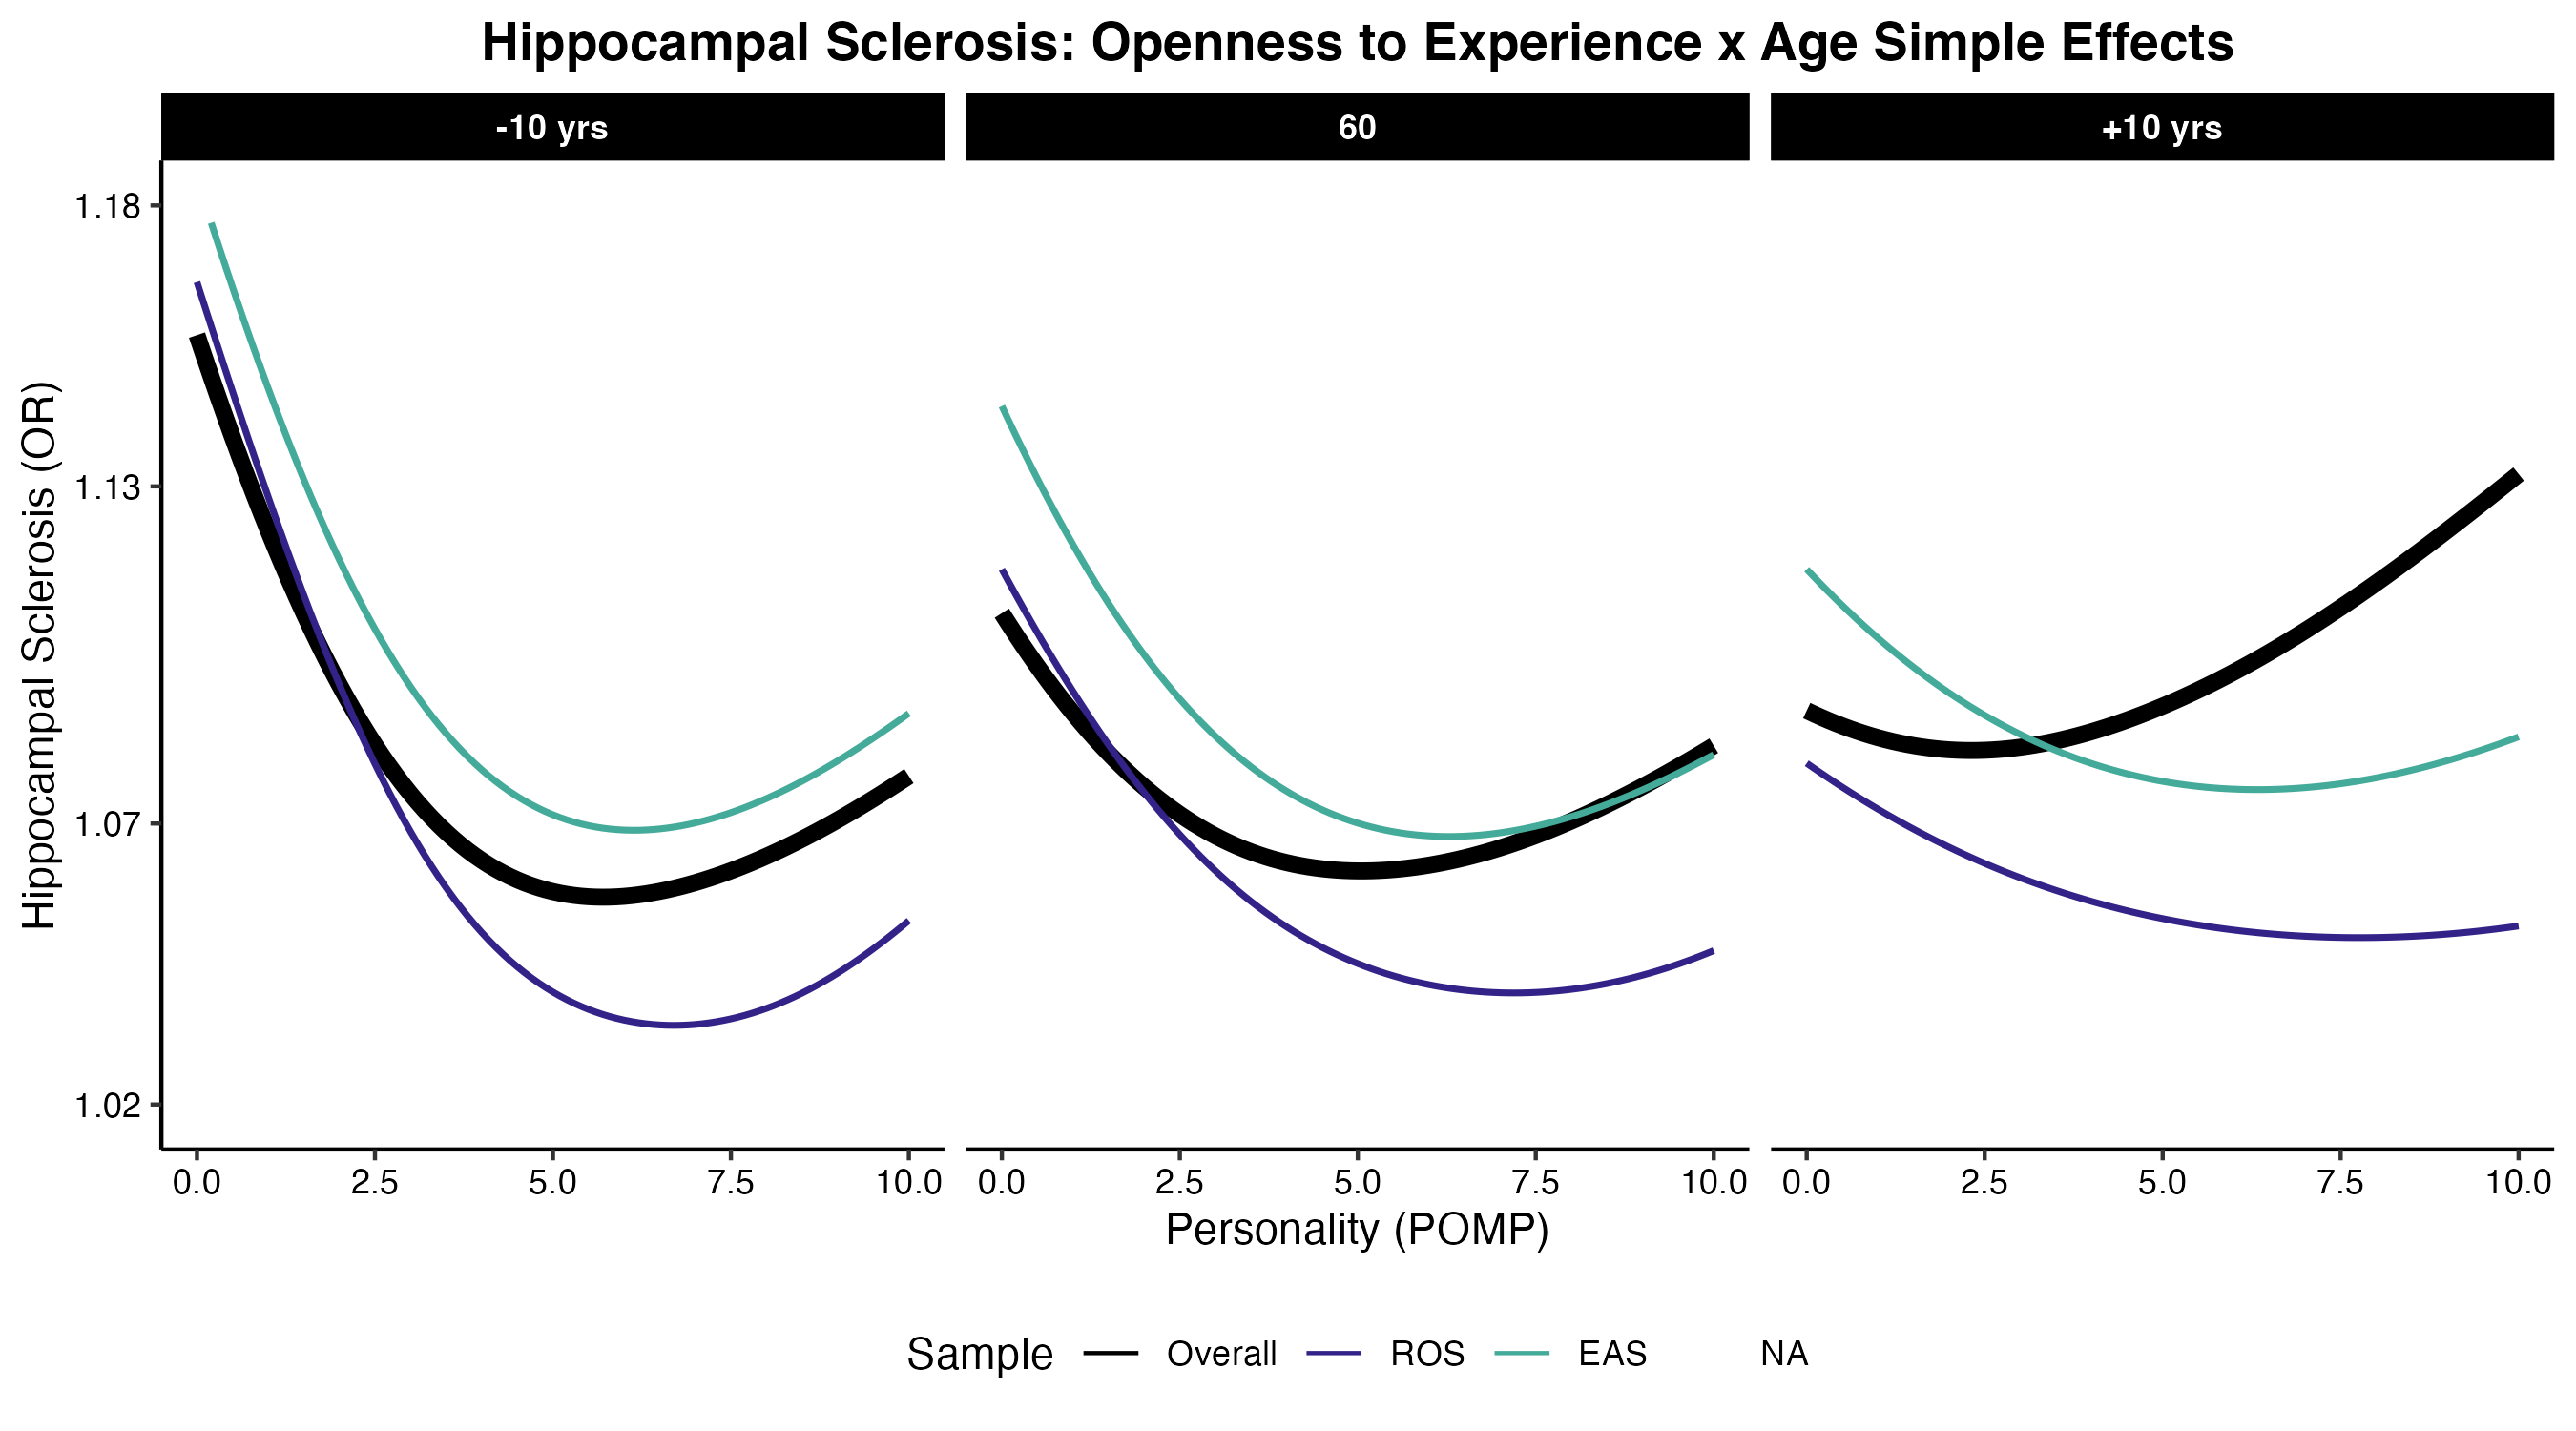 Hippocampal Sclerosis: Openness to Experience x Age Simple Effects
-10 yrs
60
+10 yrs
Hippocampal Sclerosis (OR)
1.18
1.13
1.07
1.02
0.0 2.5 5.0 7.5 10.0
0.0 2.5 5.0 7.5 10.0
0.0 2.5 5.0 7.5 10.0
Personality (POMP)
Sample Overall ROS EAS NA